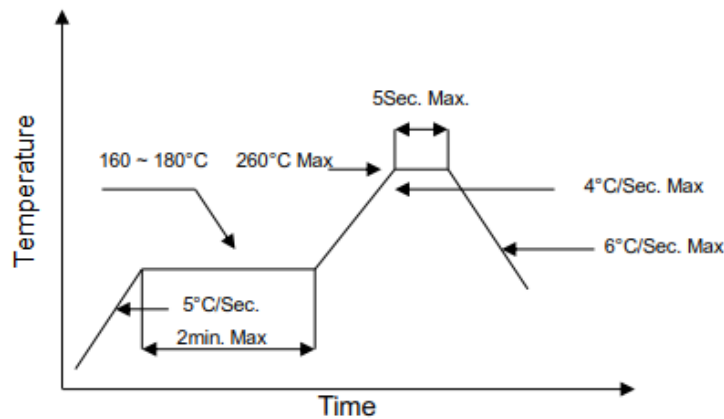 5Sec. Max.
160 ~ 180°C
260°C Max
4°C/Sec. Max
6°C/Sec. Max
5°C/Sec.
2min. Max
Temperature
Time